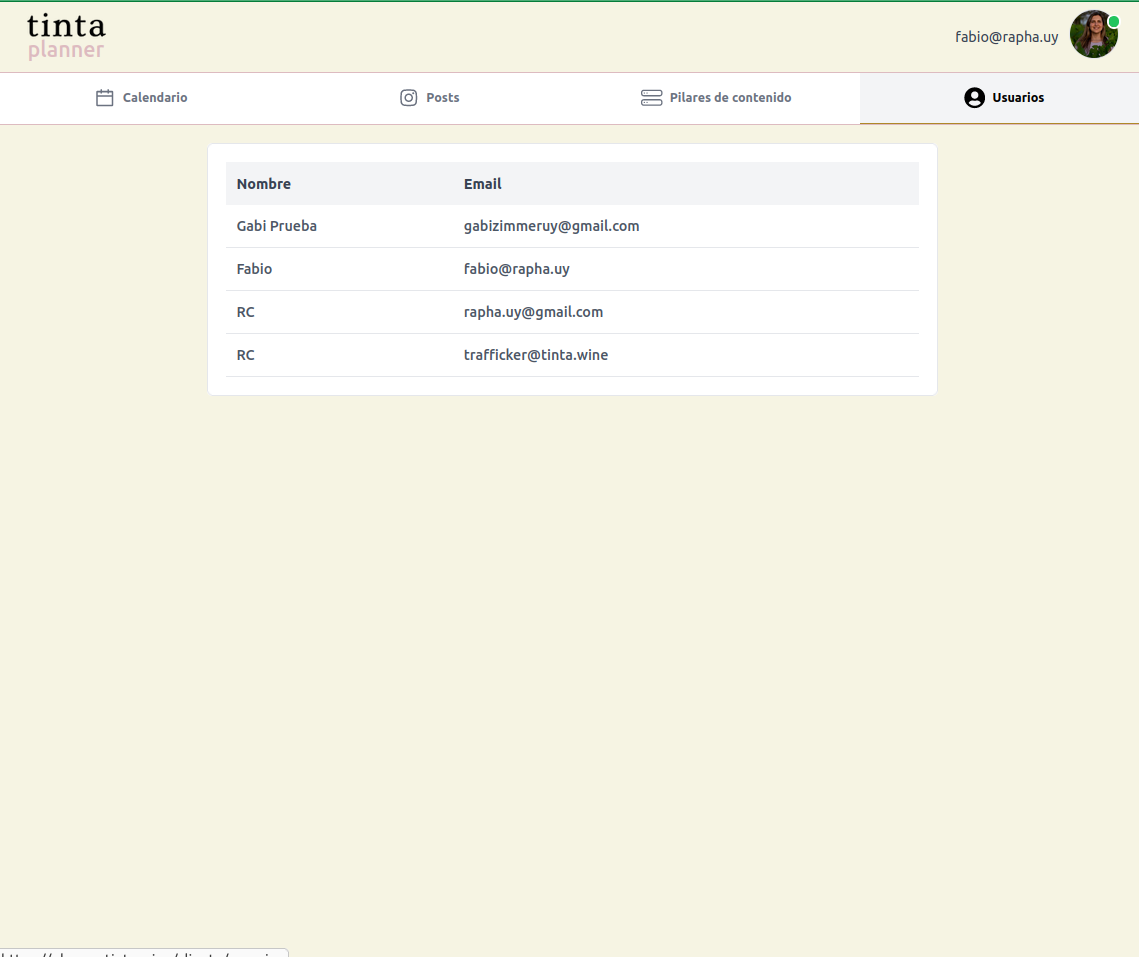 tinta
planner
fabio@rapha.uy
Calendario
Posts
Pilares de contenido
Usuarios
Nombre Email
Gabi Prueba gabizimmeruy@gmail.com
Fabio fabio@rapha.uy
RC rapha.uy@gmail.com
RC trafficker@tinta.wine